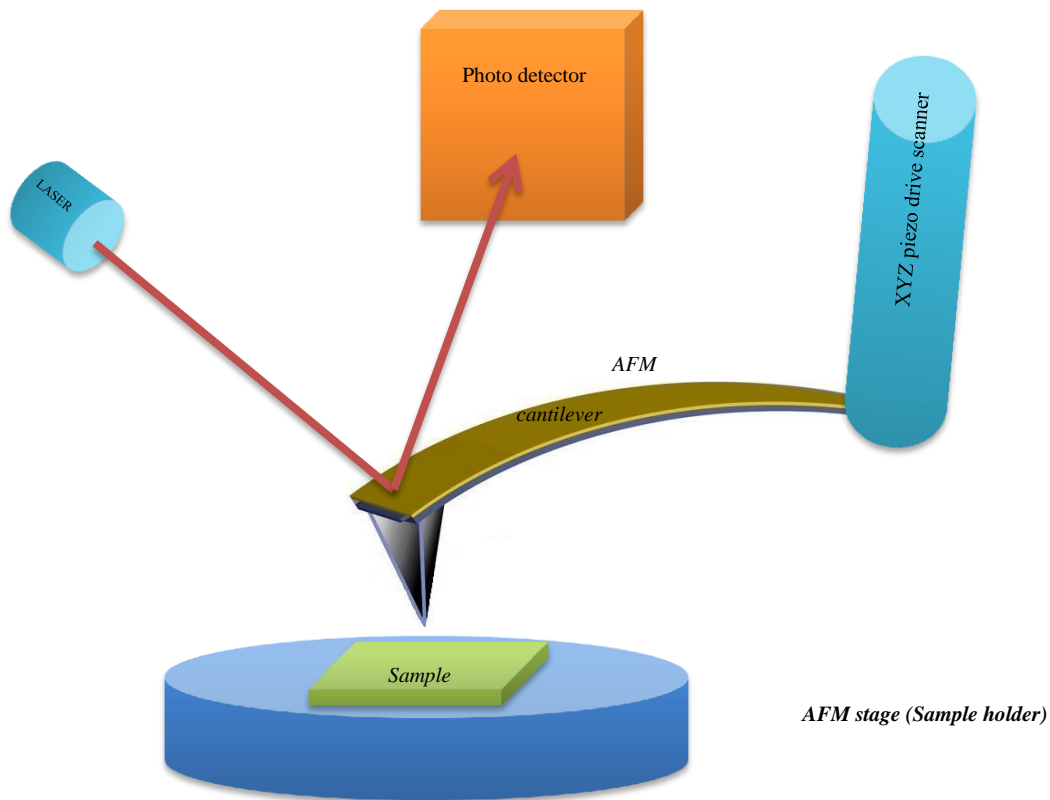 Photo detector
LASER
XYZ piezo drive scanner
AFM
cantilever
Sample
AFM stage (Sample holder)